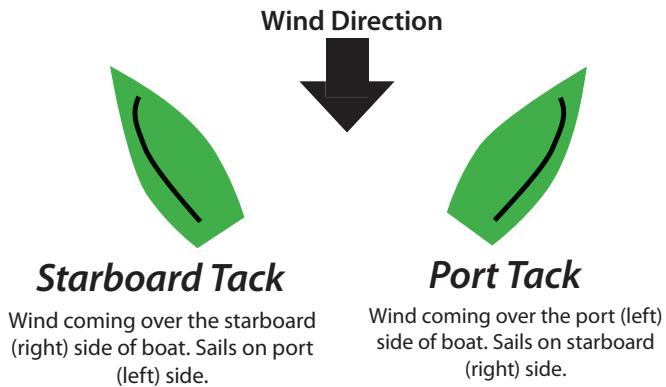 Wind Direction
Starboard Tack
Wind coming over the starboard
(right) side of boat. Sails on port
(left) side.
Port Tack
Wind coming over the port (left)
side of boat. Sails on starboard
(right) side.